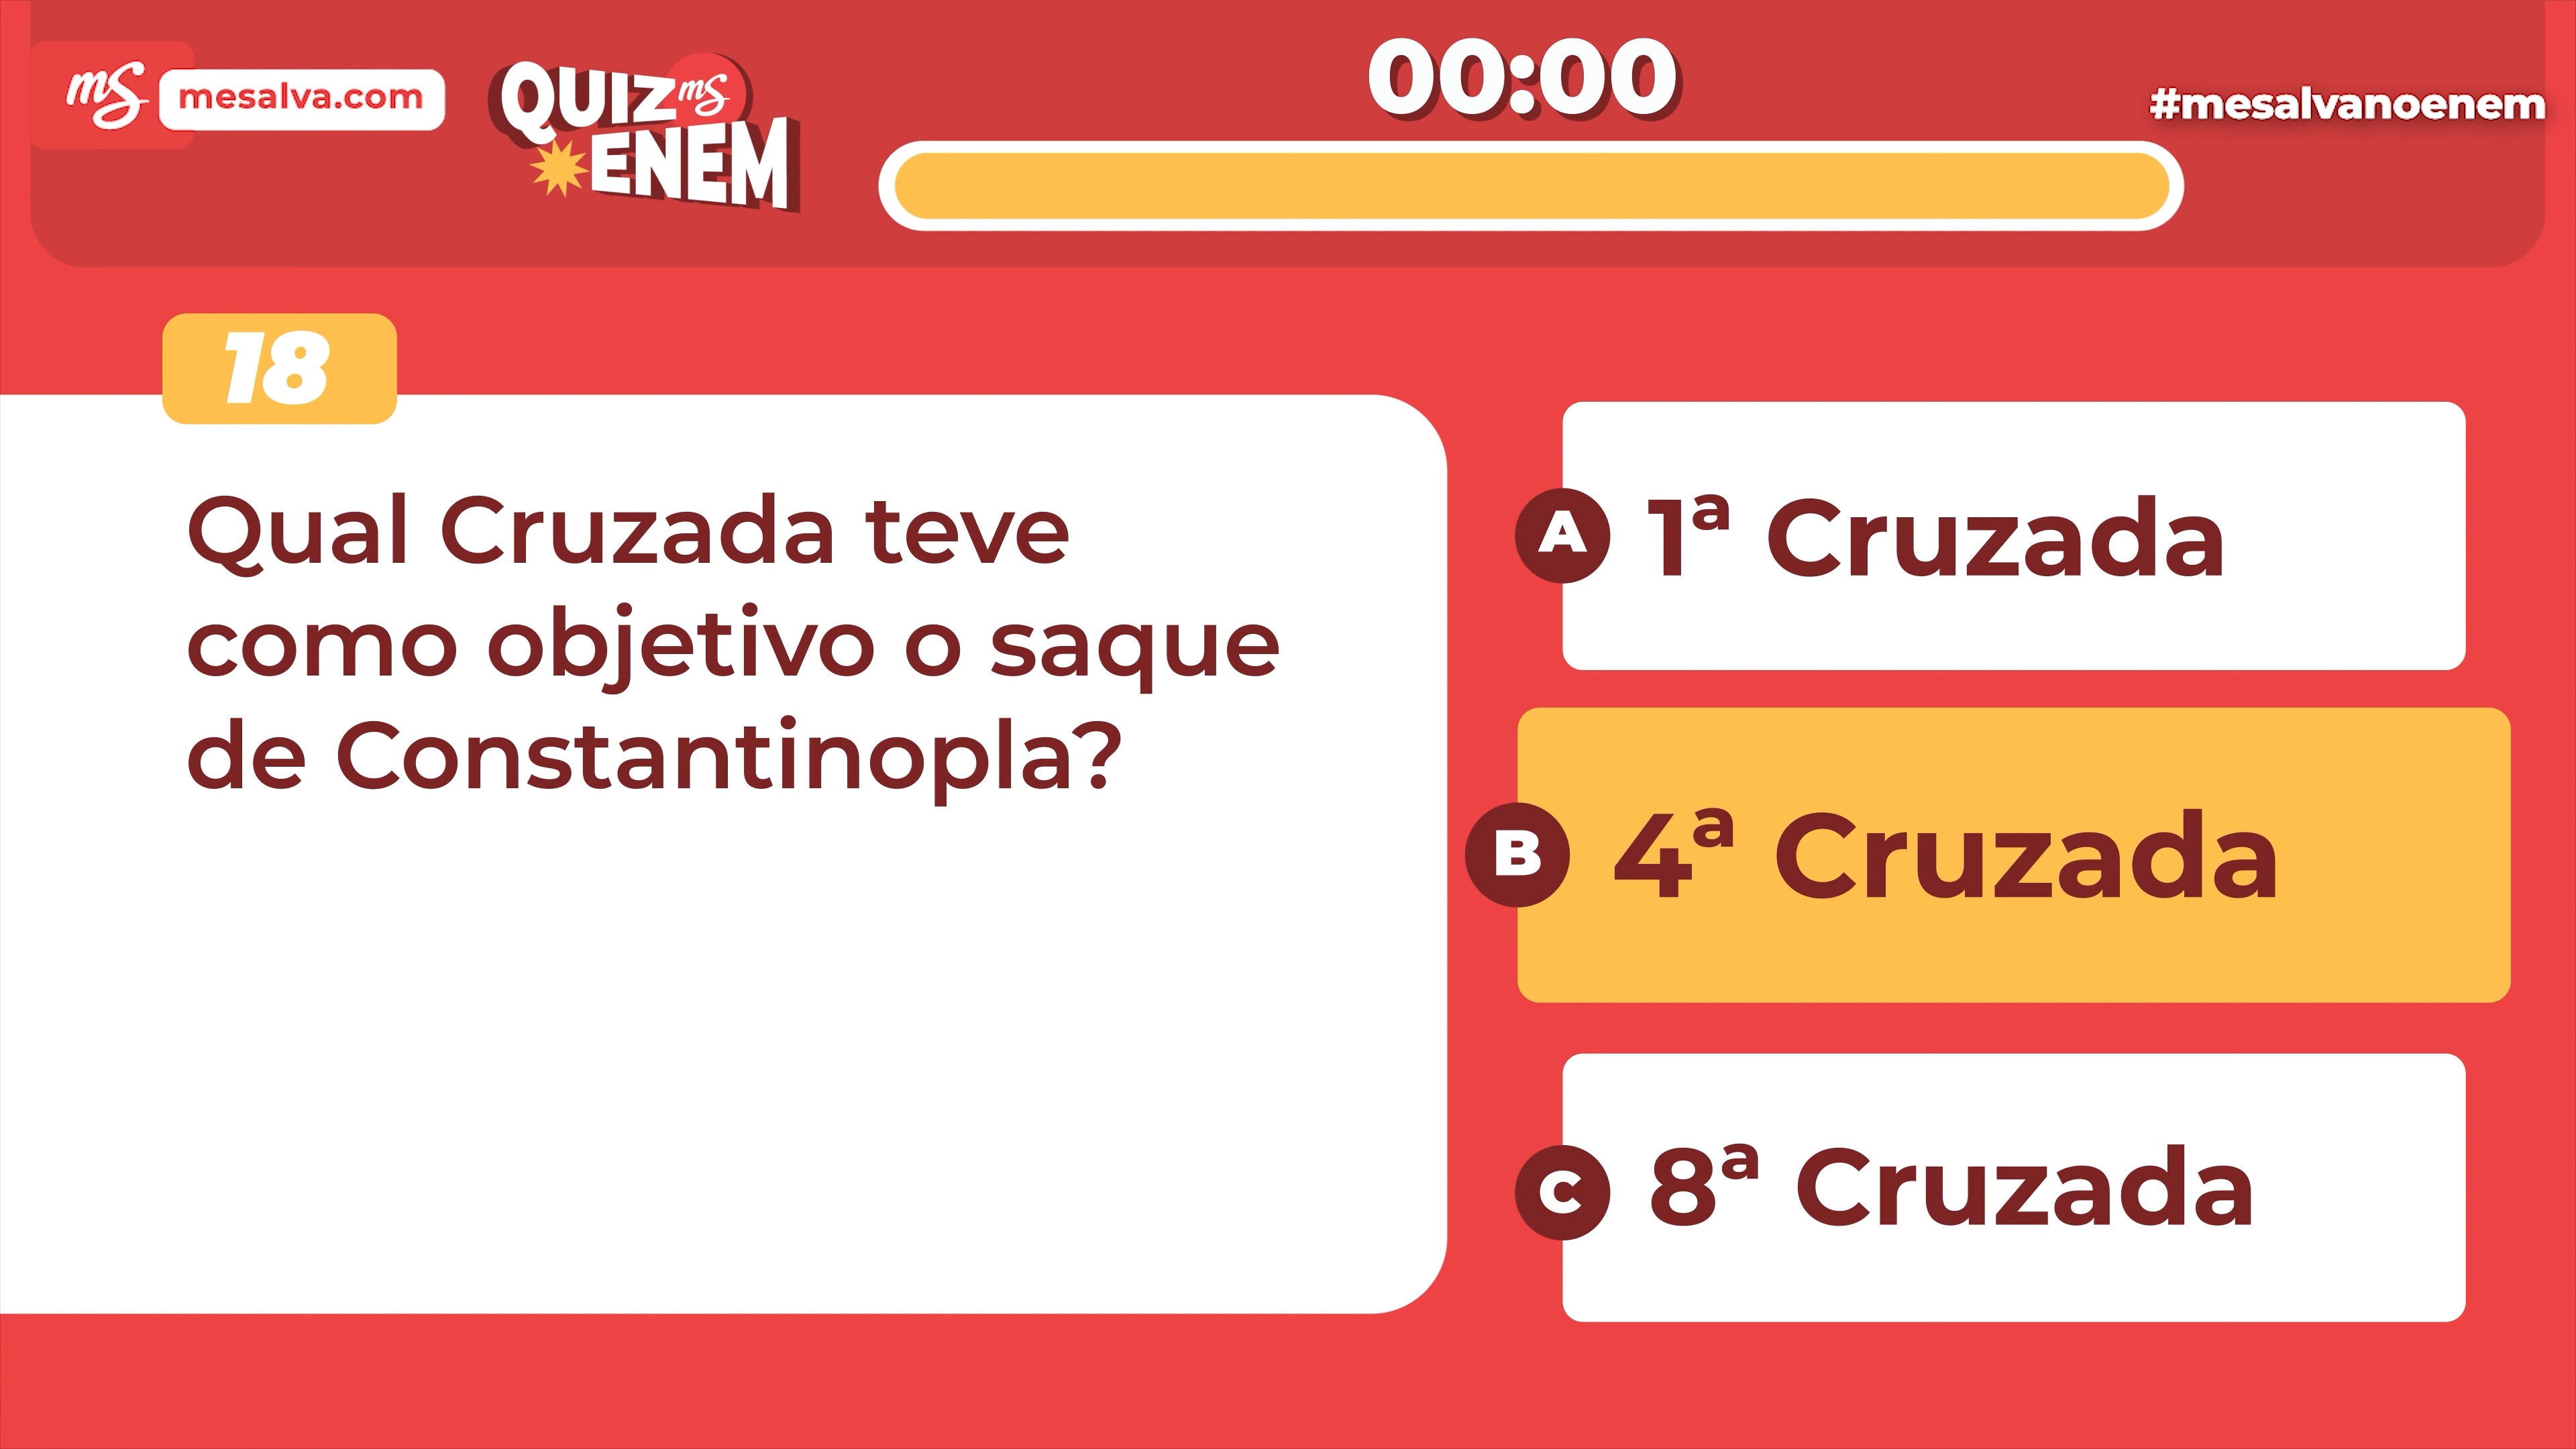 mS mesalva.com
QUIZ mS
ENEM
00:00
#mesalvanoenem
18
Qual Cruzada teve
como objetivo o saque
de Constantinopla?
A 1ª Cruzada
B 4ª Cruzada
C 8ª Cruzada